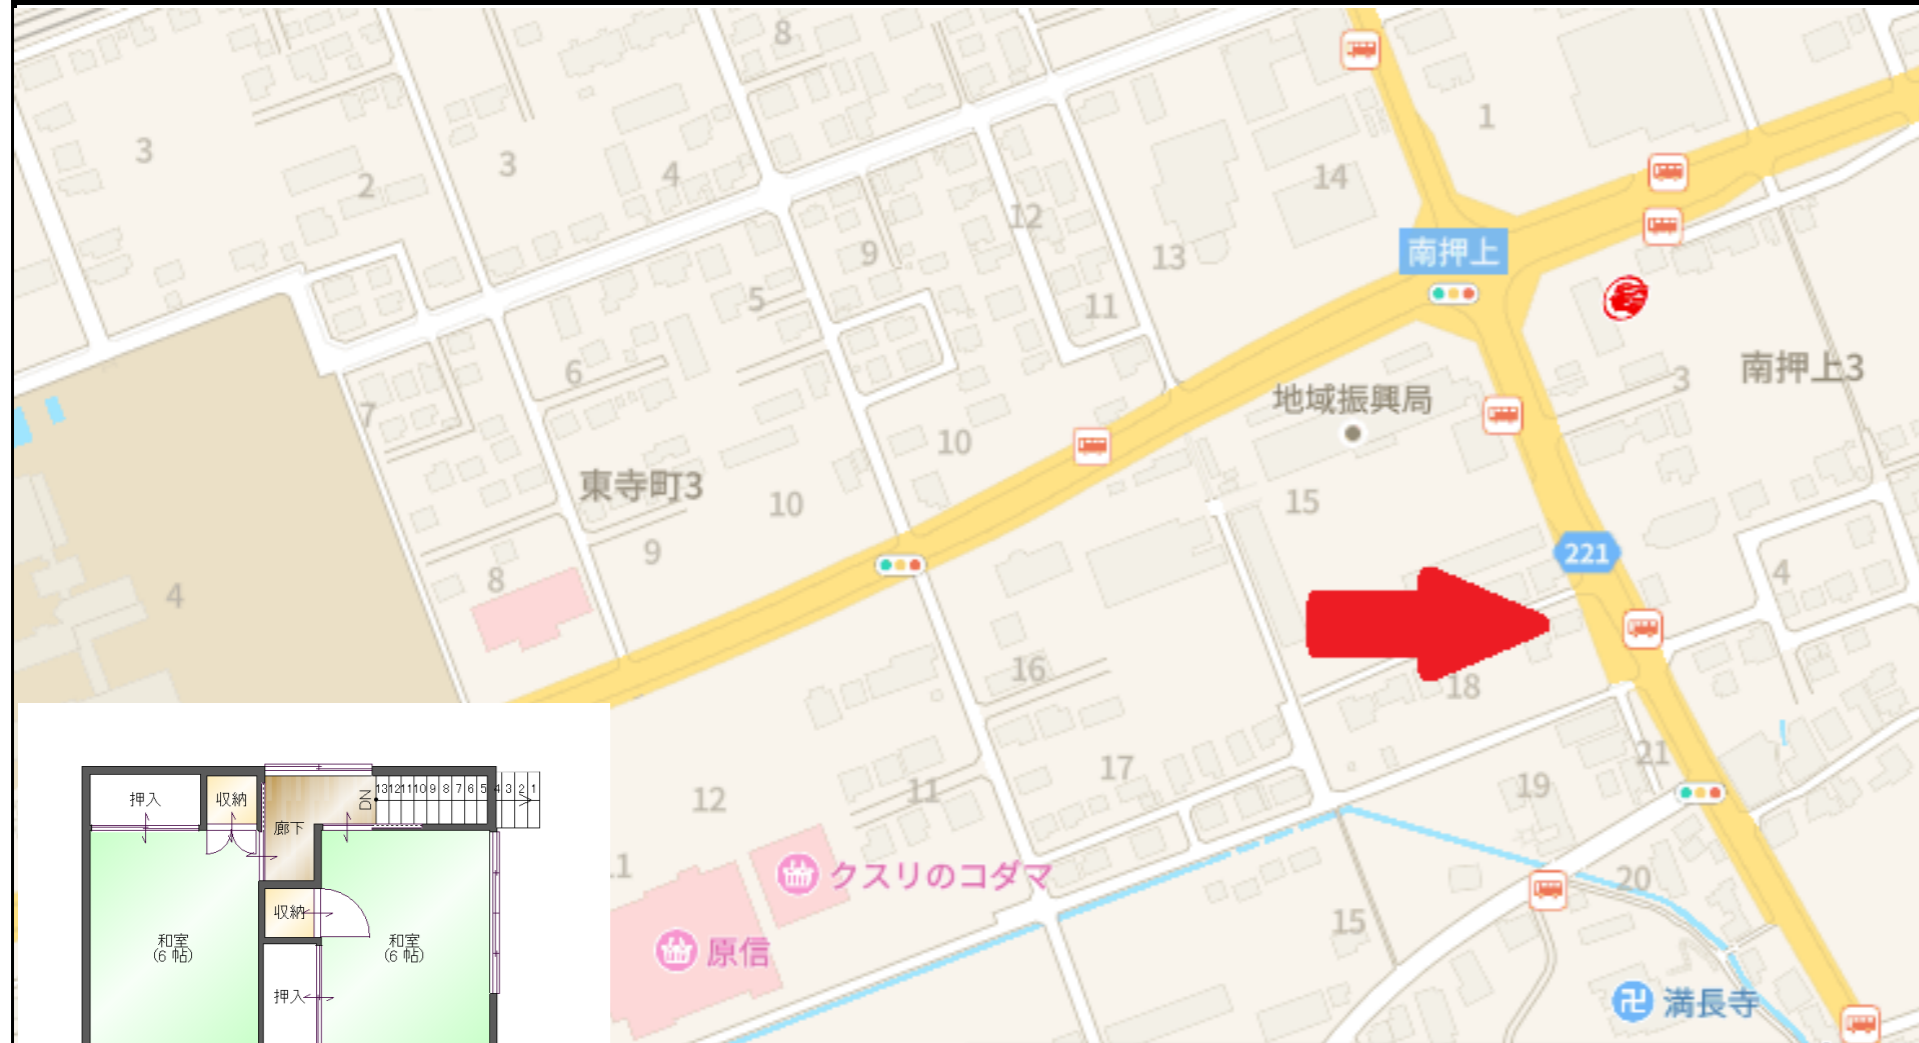 8
1
3
2
3
4
14
12
9
13
南押上
5
11
6
3
南押上3
7
地域振興局
10
東寺町3
10
15
9
221
8
4
4
16
18
17
21
12
11
19
1
クスリのコダマ
20
原信
15
卍 満長寺
押入
収納
DN
13 12 11 10 9 8 7 6 5 4 3 2 1
廊下
収納
和室
(6 帖)
和室
(6 帖)
押入